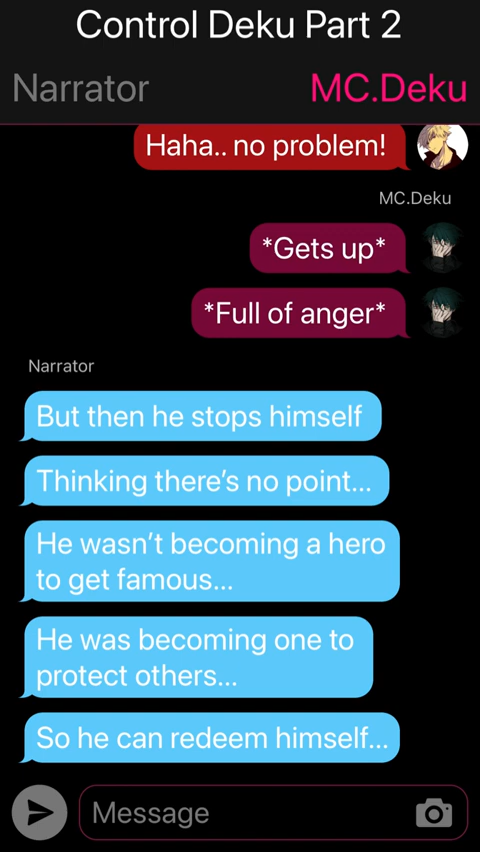 Control Deku Part 2
Narrator MC.Deku
Haha.. no problem!
MC.Deku
*Gets up*
*Full of anger*
Narrator
But then he stops himself
Thinking there’s no point...
He wasn’t becoming a hero
to get famous...
He was becoming one to
protect others...
So he can redeem himself...
Message